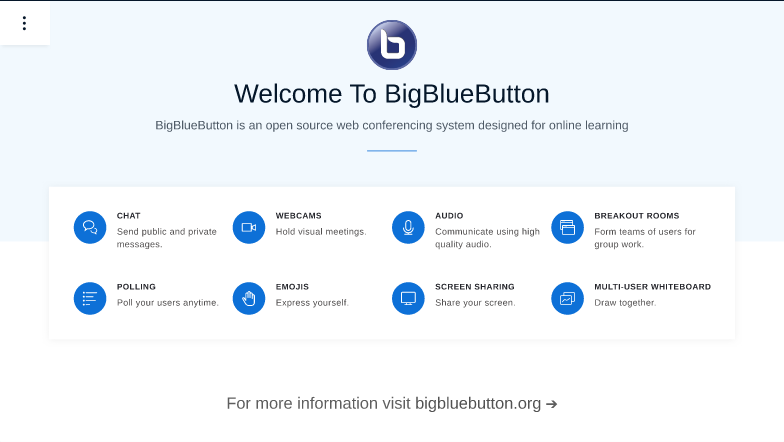 Welcome To BigBlueButton
BigBlueButton is an open source web conferencing system designed for online learning
CHAT
Send public and private
messages.
WEBCAMS
Hold visual meetings.
AUDIO
Communicate using high
quality audio.
BREAKOUT ROOMS
Form teams of users for
group work.
POLLING
Poll your users anytime.
EMOJIS
Express yourself.
SCREEN SHARING
Share your screen.
MULTI-USER WHITEBOARD
Draw together.
For more information visit bigbluebutton.org ➔